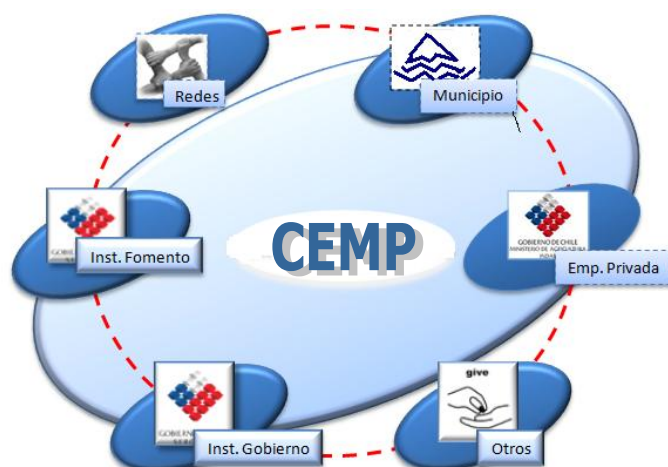 Redes
Municipio
Inst. Fomento
CEMP
GOBIERNO DE CHILE
MINISTERIO DE AGRICULTURA
INDAP
Emp. Privada
Inst. Gobierno
give
Otros